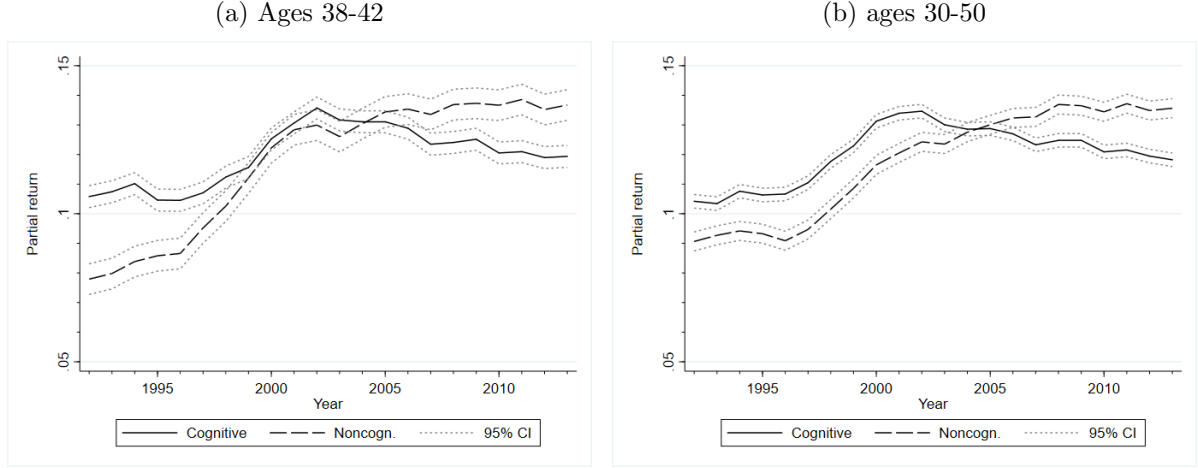 (a) Ages 38-42
.15
.1
.05
Partial return
1995
2000
2005
2010
Year
Cognitive
Noncogn.
95% CI
(b) ages 30-50
.15
.1
.05
Partial return
1995
2000
2005
2010
Year
Cognitive
Noncogn.
95% CI